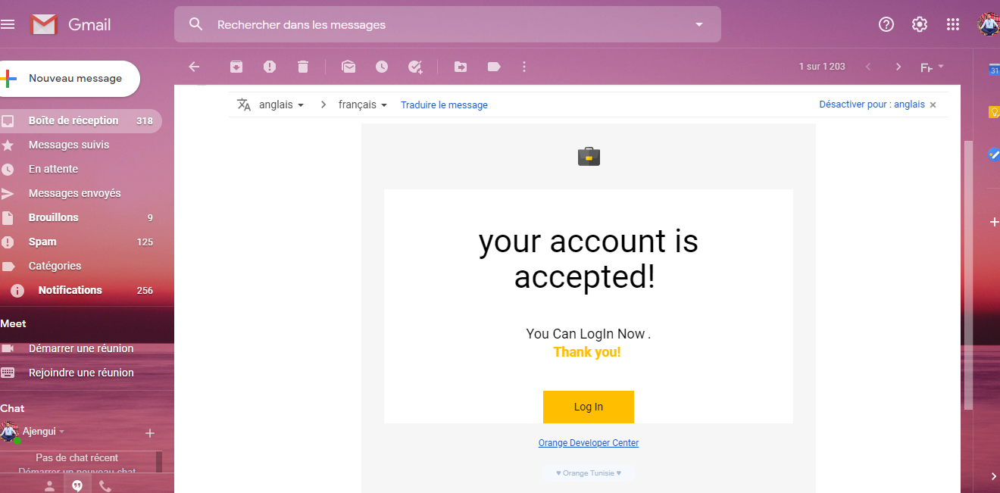 Gmail
Rechercher dans les messages
Nouveau message
1 sur 1 203
Fr
31
anglais
français
Traduire le message
Désactiver pour : anglais
Boîte de réception 318
Messages suivis
En attente
Messages envoyés
Brouillons 9
Spam 125
Catégories
Notifications 256
Meet
Démarrer une réunion
Rejoindre une réunion
Chat
Ajengui
Pas de chat récent
Démarrer un nouveau chat
your account is
accepted!
You Can LogIn Now .
Thank you!
Log In
Orange Developer Center
♥ Orange Tunisie ♥